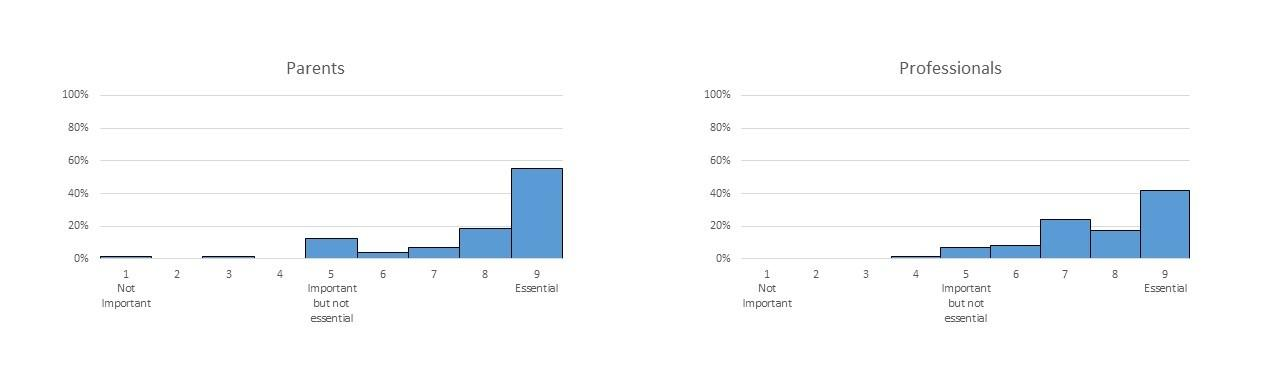 Parents
100%
80%
60%
40%
20%
0%
1 2 3 4 5 6 7 8 9
Not Important but not essential Essential
Important
Professionals
100%
80%
60%
40%
20%
0%
1 2 3 4 5 6 7 8 9
Not Important but not essential Essential
Important